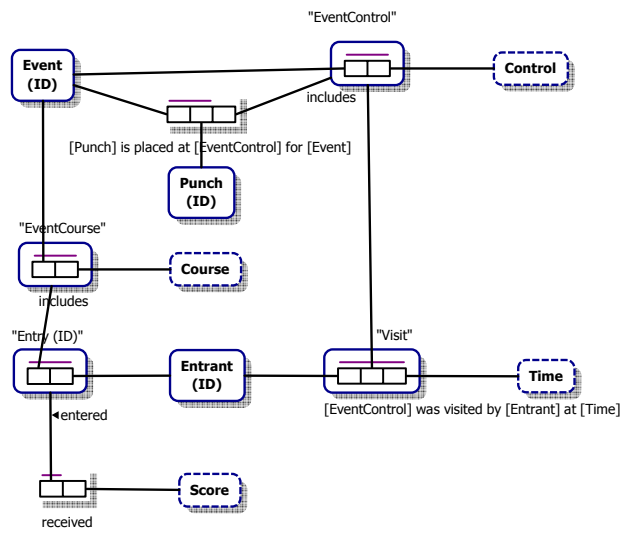 "EventControl"
Event
(ID)
Control
includes
[Punch] is placed at [EventControl] for [Event]
Punch
(ID)
"EventCourse"
Course
includes
"Entry (ID)"
"Visit"
Entrant
(ID)
Time
[EventControl] was visited by [Entrant] at [Time]
◄entered
Score
received